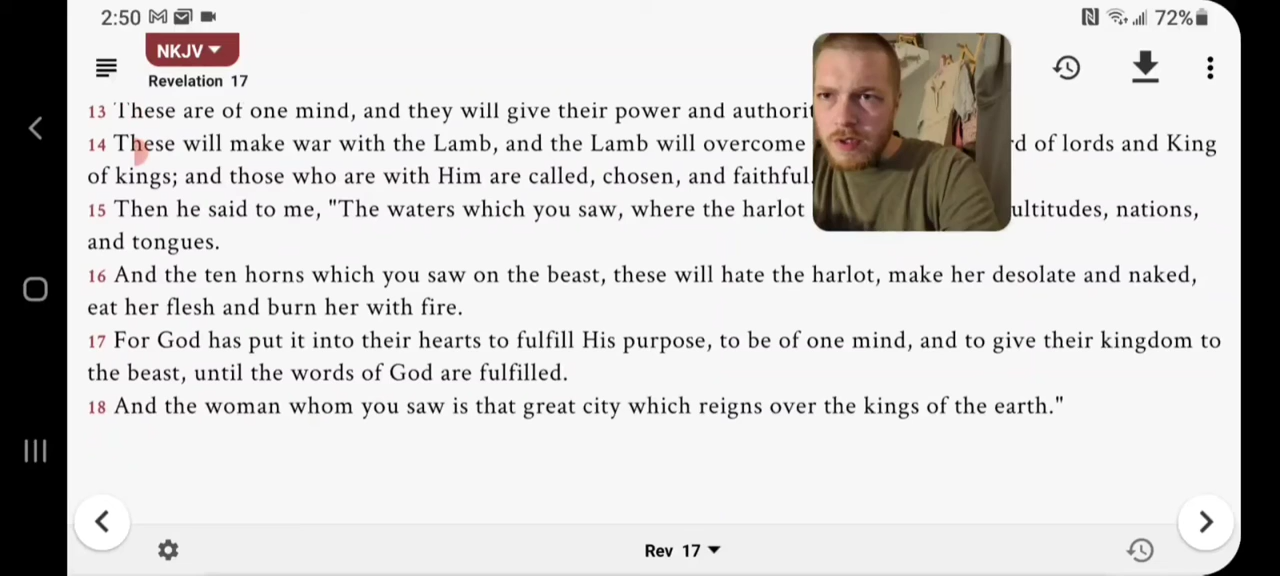 2:50 72%
NKJV
Revelation 17
13 These are of one mind, and they will give their power and
14 These will make war with the Lamb, and the Lamb will overcome of lords and King
of kings; and those who are with Him are called, chosen, and faithful.
15 Then he said to me, "The waters which you saw, where the harlot nations,
and tongues.
16 And the ten horns which you saw on the beast, these will hate the harlot, make her desolate and naked,
eat her flesh and burn her with fire.
17 For God has put it into their hearts to fulfill His purpose, to be of one mind, and to give their kingdom to
the beast, until the words of God are fulfilled.
18 And the woman whom you saw is that great city which reigns over the kings of the earth."
Rev 17